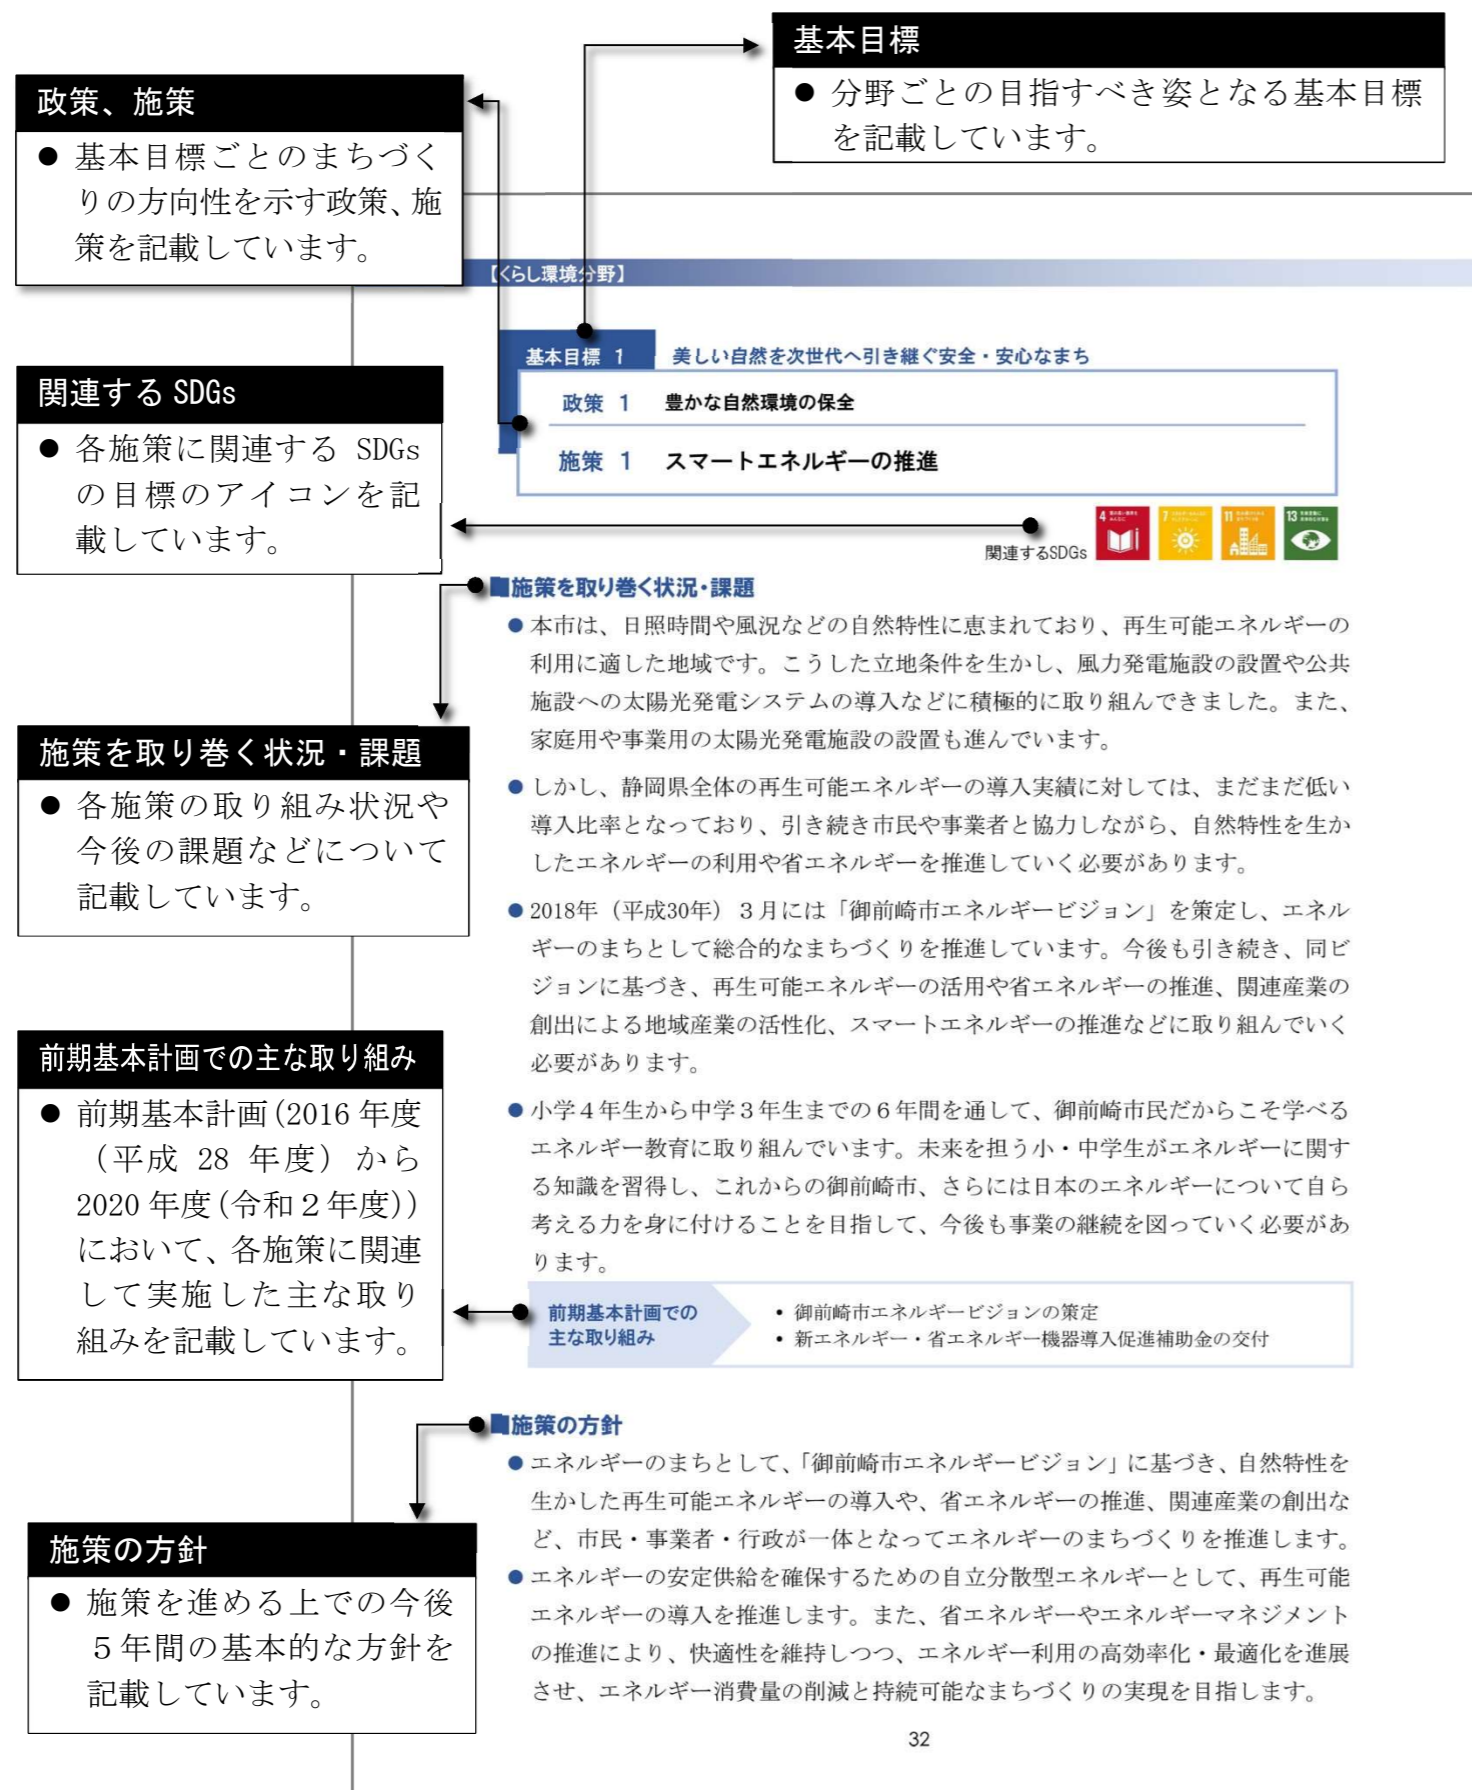 基本目標
● 分野ごとの目指すべき姿となる基本目標
を記載しています。
政策、施策
● 基本目標ごとのまちづく
りの方向性を示す政策、施
策を記載しています。
関連する SDGs
● 各施策に関連する SDGs
の目標のアイコンを記
載しています。
施策を取り巻く状況・課題
● 各施策の取り組み状況や
今後の課題などについて
記載しています。
前期基本計画での主な取り組み
● 前期基本計画(2016 年度
(平成 28 年度) から
2020 年度(令和２年度))
において、各施策に関連
して実施した主な取り
組みを記載しています。
施策の方針
● 施策を進める上での今後
５年間の基本的な方針を
記載しています。
【くらし環境分野】
基本目標 1 美しい自然を次世代へ引き継ぐ安全・安心なまち
政策 1 豊かな自然環境の保全
施策 1 スマートエネルギーの推進
関連するSDGs
4
7
11
13
■施策を取り巻く状況・課題
● 本市は、日照時間や風況などの自然特性に恵まれており、再生可能エネルギーの
利用に適した地域です。こうした立地条件を生かし、風力発電施設の設置や公共
施設への太陽光発電システムの導入などに積極的に取り組んできました。また、
家庭用や事業用の太陽光発電施設の設置も進んでいます。
● しかし、静岡県全体の再生可能エネルギーの導入実績に対しては、まだまだ低い
導入比率となっており、引き続き市民や事業者と協力しながら、自然特性を生か
したエネルギーの利用や省エネルギーを推進していく必要があります。
● 2018年（平成30年）３月には「御前崎市エネルギービジョン」を策定し、エネル
ギーのまちとして総合的なまちづくりを推進しています。今後も引き続き、同ビ
ジョンに基づき、再生可能エネルギーの活用や省エネルギーの推進、関連産業の
創出による地域産業の活性化、スマートエネルギーの推進などに取り組んでいく
必要があります。
● 小学４年生から中学３年生までの６年間を通して、御前崎市民だからこそ学べる
エネルギー教育に取り組んでいます。未来を担う小・中学生がエネルギーに関す
る知識を習得し、これからの御前崎市、さらには日本のエネルギーについて自ら
考える力を身に付けることを目指して、今後も事業の継続を図っていく必要があ
ります。
前期基本計画での
主な取り組み
• 御前崎市エネルギービジョンの策定
• 新エネルギー・省エネルギー機器導入促進補助金の交付
■施策の方針
● エネルギーのまちとして、「御前崎市エネルギービジョン」に基づき、自然特性を
生かした再生可能エネルギーの導入や、省エネルギーの推進、関連産業の創出な
ど、市民・事業者・行政が一体となってエネルギーのまちづくりを推進します。
● エネルギーの安定供給を確保するための自立分散型エネルギーとして、再生可能
エネルギーの導入を推進します。また、省エネルギーやエネルギーマネジメント
の推進により、快適性を維持しつつ、エネルギー利用の高効率化・最適化を進展
させ、エネルギー消費量の削減と持続可能なまちづくりの実現を目指します。
32